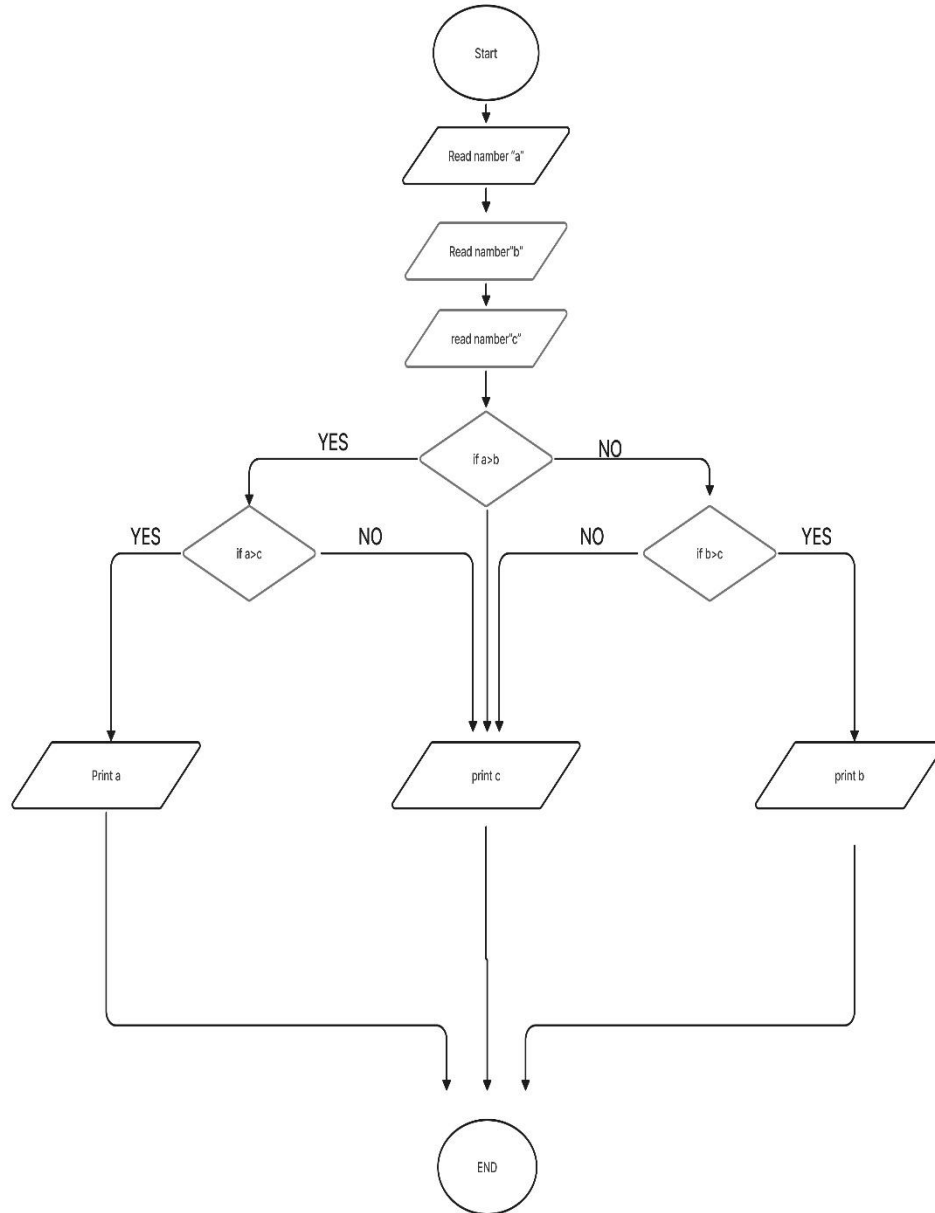 Start
Read namber "a"
Read namber"b"
read namber"c"
if a>b
YES
NO
if a>c
YES
NO
if b>c
NO
YES
Print a
print c
print b
END